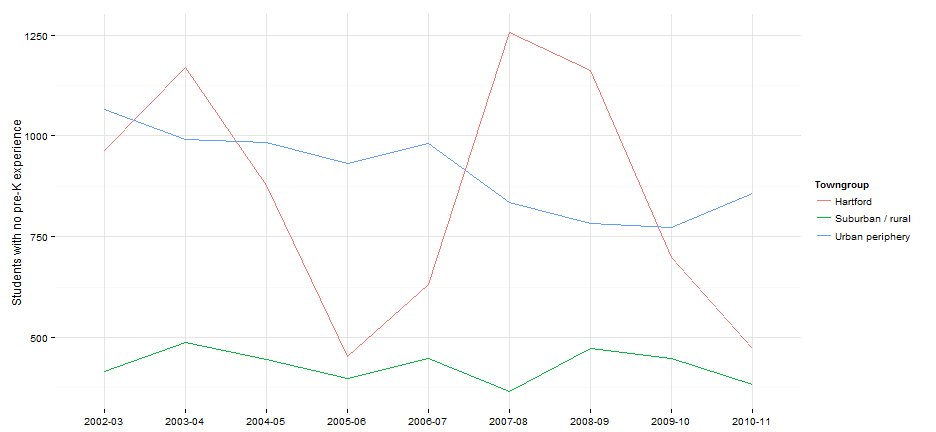 Students with no pre-K experience
1250
1000
750
500
2002-03 2003-04 2004-05 2005-06 2006-07 2007-08 2008-09 2009-10 2010-11
Towngroup
Hartford
Suburban / rural
Urban periphery